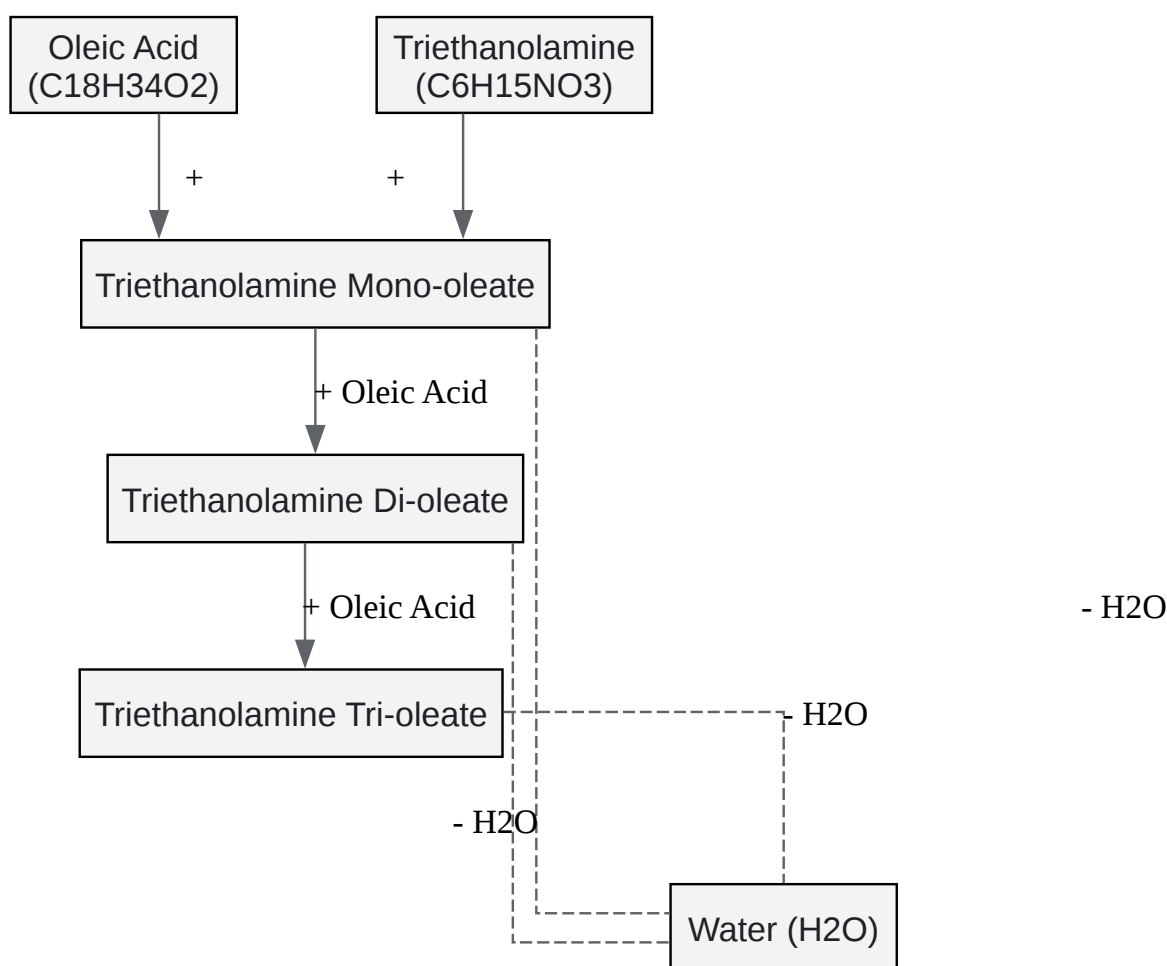 Oleic Acid
(C18H34O2)
Triethanolamine
(C6H15NO3)
+
+
Triethanolamine Mono-oleate
+ Oleic Acid
Triethanolamine Di-oleate
+ Oleic Acid
- H2O
Triethanolamine Tri-oleate
- H2O
- H2O
Water (H2O)